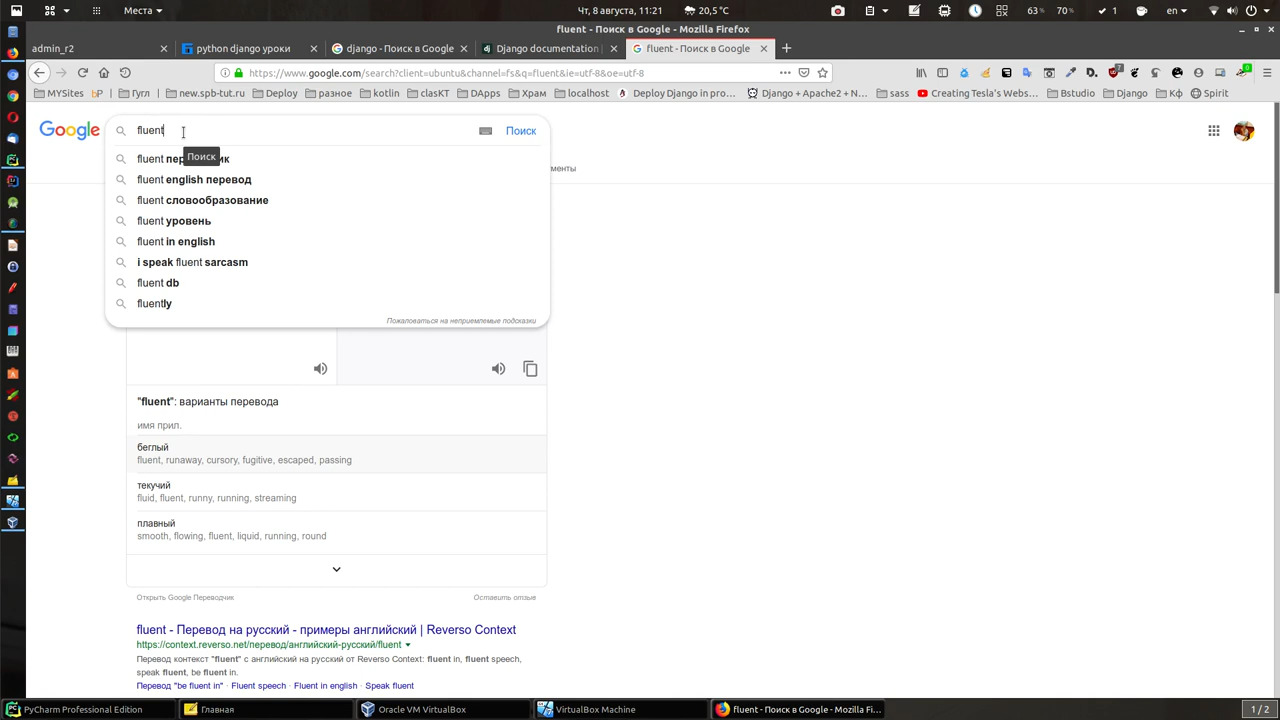 Места
Чт, 8 августа, 11:21
20,5 °C
63%
70%
1
en
fluent - Поиск в Google - Mozilla Firefox
admin_r2
python django уроки
django - Поиск в Google
Django documentation
fluent - Поиск в Google
https://www.google.com/search?client=ubuntu&channel=fs&q=fluent&ie=utf-8&oe=utf-8
MYSites
bP
Гугл
new.spb-tut.ru
Deploy
разное
kotlin
clasKT
DApps
Храм
localhost
Deploy Django in pro…
Django + Apache2 + N…
sass
Creating Tesla's Webs…
Bstudio
Django
Кф
Spirit
Google
fluent
Поиск
Поиск
fluent english перевод
fluent словообразование
менты
fluent уровень
fluent in english
i speak fluent sarcasm
fluent db
fluently
Пожаловаться на неприемлемые подсказки
"fluent": варианты перевода
имя прил.
беглый
fluent, runaway, cursory, fugitive, escaped, passing
текучий
fluid, fluent, runny, running, streaming
плавный
smooth, flowing, fluent, liquid, running, round
Открыть Google Переводчик
Оставить отзыв
fluent - Перевод на русский - примеры английский | Reverso Context
https://context.reverso.net/перевод/английский-русский/fluent
Перевод контекст "fluent" c английский на русский от Reverso Context: fluent in, fluent speech,
speak fluent, be fluent in.
Перевод "be fluent in" · Fluent speech · Fluent in english · Speak fluent
PyCharm Professional Edition
Главная
Oracle VM VirtualBox
VirtualBox Machine
fluent - Поиск в Google - Mozilla Fi…
1 / 2